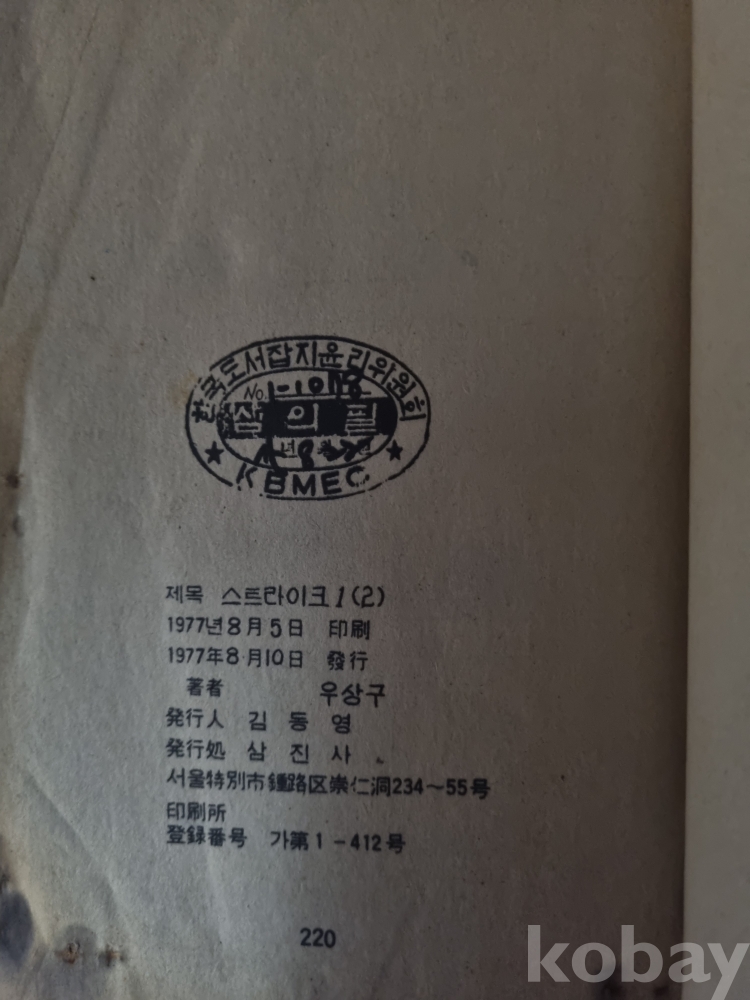 한국도서잡지윤리위원회
No.
심의필
KBMEC
제목 스트라이크 1 (2)
1977년 8月 5日 印刷
1977年 8月 10日 發行
著者 우상구
発行人 김동영
発行処 삼진사
서울特別市鍾路区崇仁洞234~55号
印刷所
登録番号 가第1-412号
220
kobay